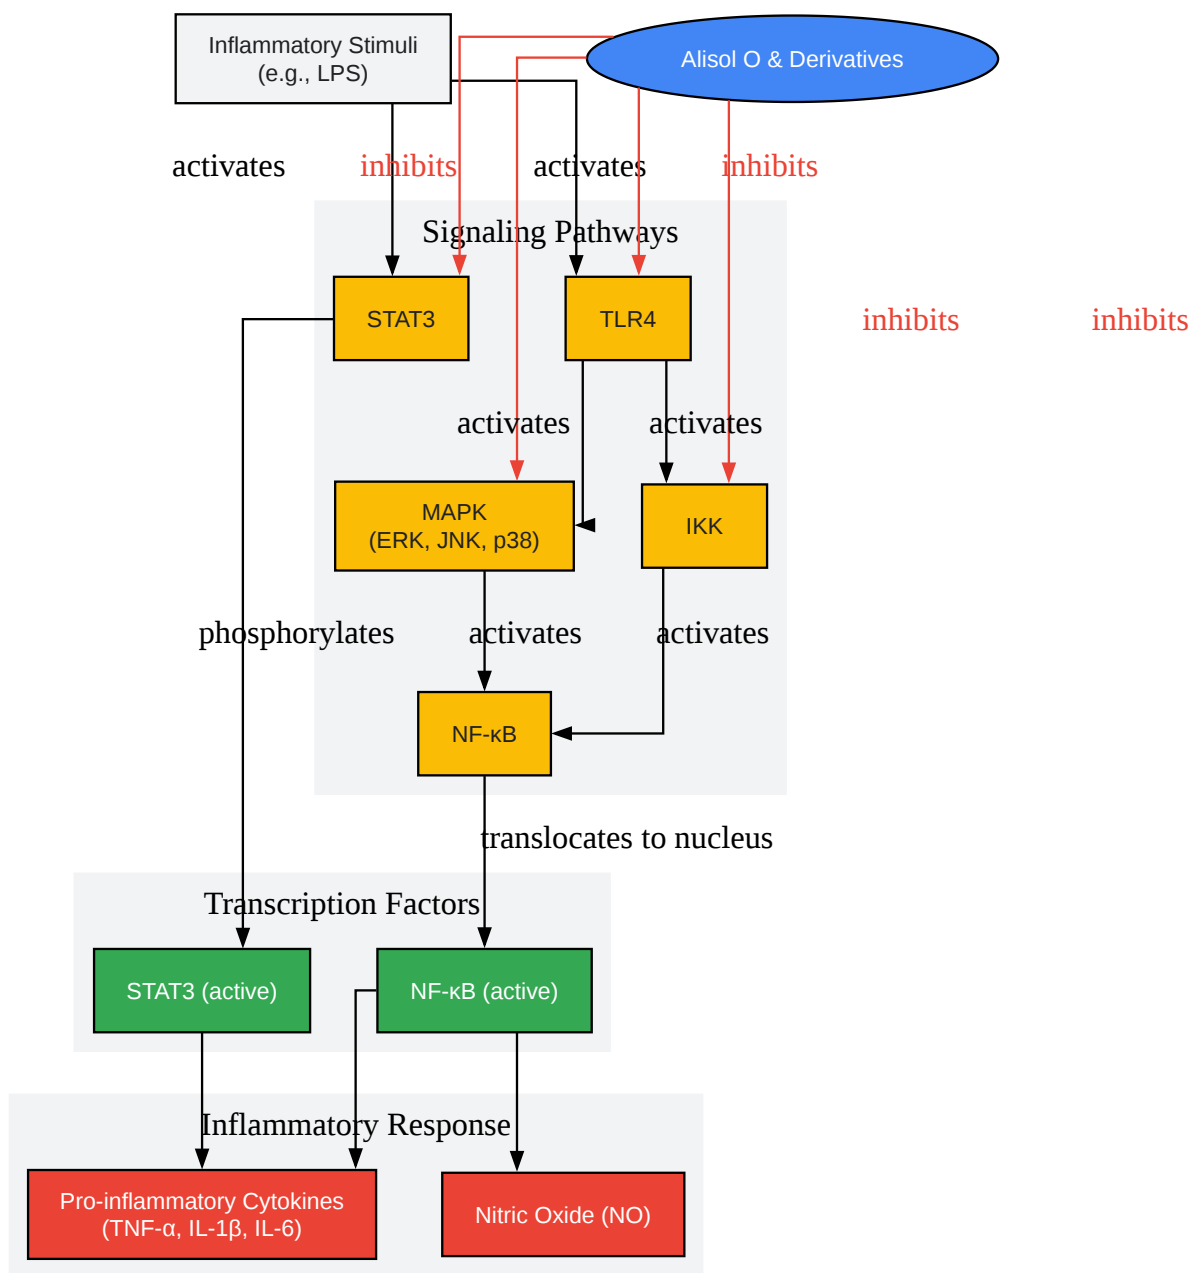 Inflammatory Stimuli
(e.g., LPS)
Alisol O & Derivatives
activates
inhibits
activates
inhibits
Signaling Pathways
STAT3
TLR4
inhibits
inhibits
activates
activates
MAPK
(ERK, JNK, p38)
IKK
phosphorylates
activates
activates
NF-κB
translocates to nucleus
Transcription Factors
STAT3 (active)
NF-κB (active)
Inflammatory Response
Pro-inflammatory Cytokines
(TNF-α, IL-1β, IL-6)
Nitric Oxide (NO)